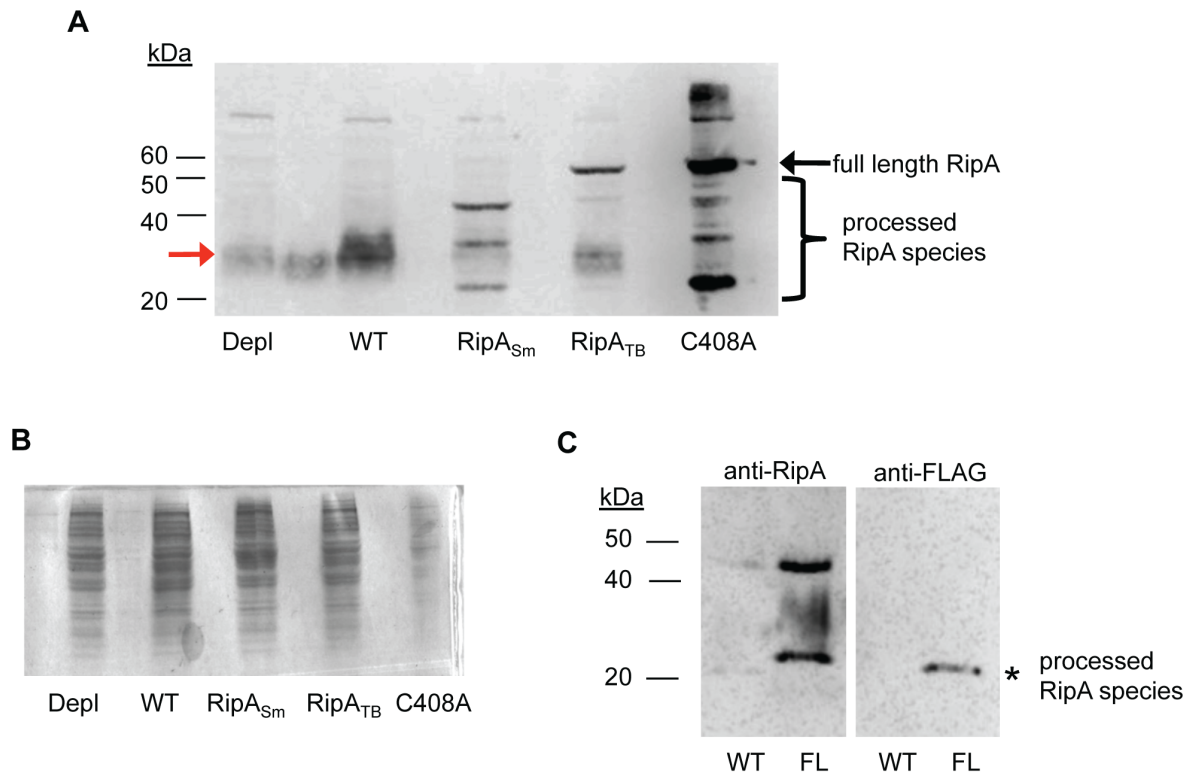 A
kDa
60
50
40
20
full length RipA
processed
RipA species
Depl WT RipASm RipATB C408A
B
Depl WT RipASm RipATB C408A
C
anti-RipA anti-FLAG
kDa
50
40
20
* processed
RipA species
WT FL WT FL